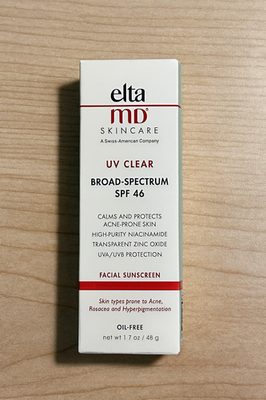 elta
MD
SKINCARE
A Swiss American Company
UV CLEAR
BROAD-SPECTRUM
SPF 46
CALMS AND PROTECTS
ACNE-PRONE SKIN
HIGH-PURITY NIACINAMIDE
TRANSPARENT ZINC OXIDE
UVA/UVB PROTECTION
FACIAL SUNSCREEN
Skin types prone to Acne,
Rosacea and Hyperpigmentation
OIL-FREE
net wt 1.7 oz/48 g